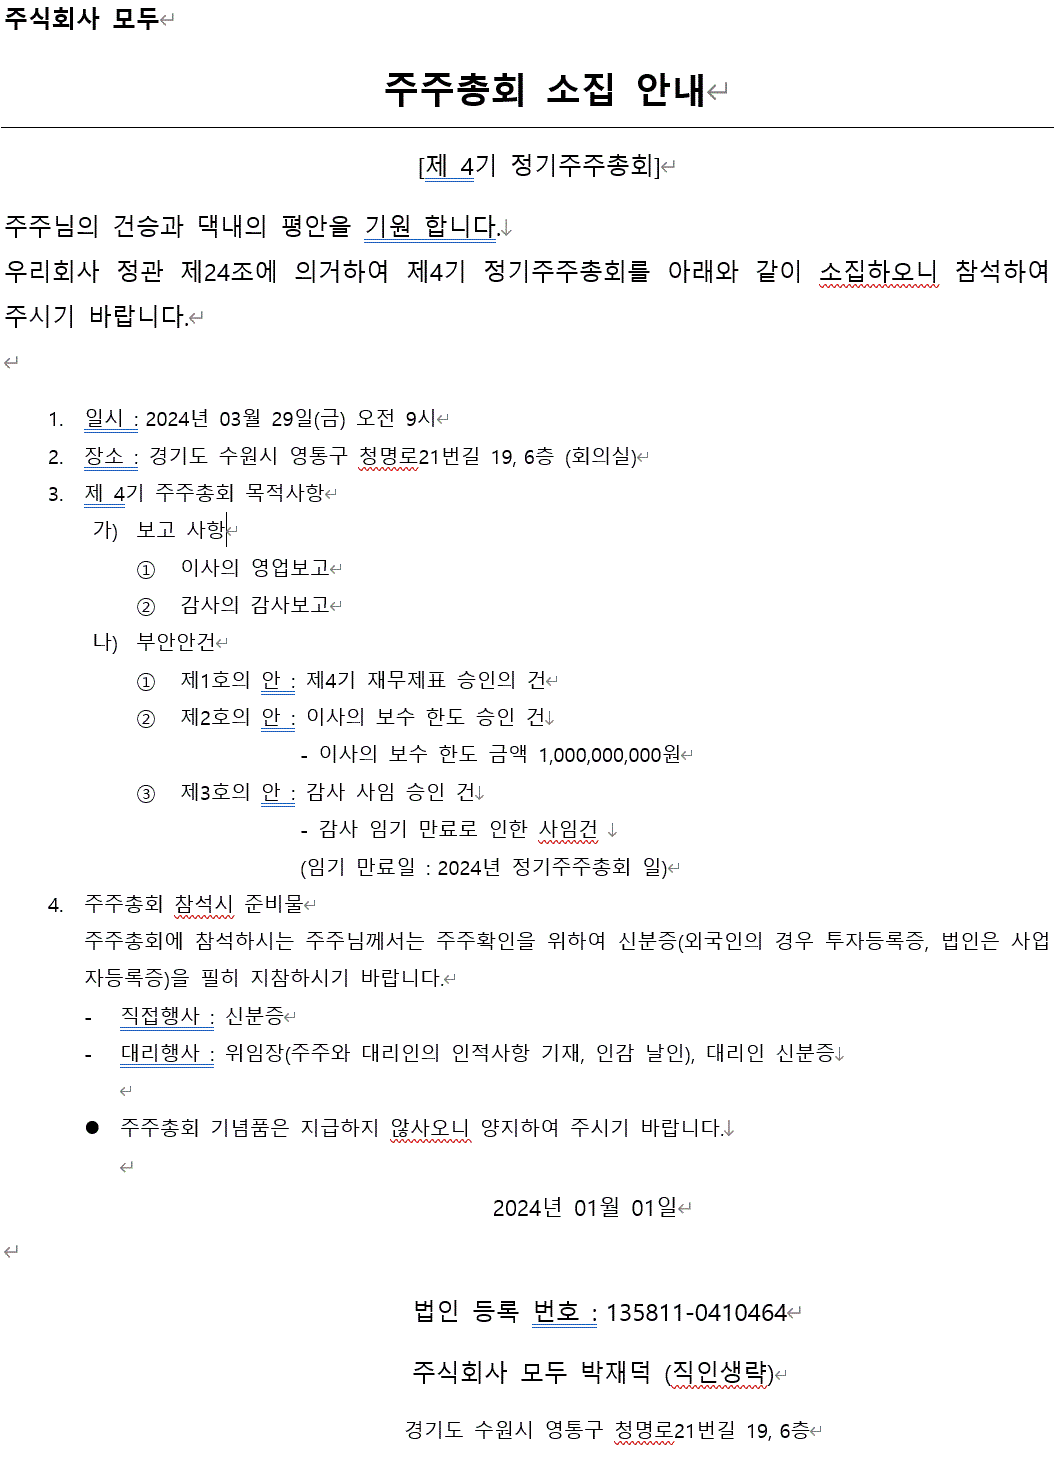 주식회사 모두
주주총회 소집 안내
[제 4기 정기주주총회]
주주님의 건승과 댁내의 평안을 기원 합니다.
우리회사 정관 제24조에 의거하여 제4기 정기주주총회를 아래와 같이 소집하오니 참석하여
주시기 바랍니다.
1. 일시 : 2024년 03월 29일(금) 오전 9시
2. 장소 : 경기도 수원시 영통구 청명로21번길 19, 6층 (회의실)
3. 제 4기 주주총회 목적사항
가) 보고 사항
① 이사의 영업보고
② 감사의 감사보고
나) 부안안건
① 제1호의 안 : 제4기 재무제표 승인의 건
② 제2호의 안 : 이사의 보수 한도 승인 건
- 이사의 보수 한도 금액 1,000,000,000원
③ 제3호의 안 : 감사 사임 승인 건
- 감사 임기 만료로 인한 사임건
(임기 만료일 : 2024년 정기주주총회 일)
4. 주주총회 참석시 준비물
주주총회에 참석하시는 주주님께서는 주주확인을 위하여 신분증(외국인의 경우 투자등록증, 법인은 사업
자등록증)을 필히 지참하시기 바랍니다.
- 직접행사 : 신분증
- 대리행사 : 위임장(주주와 대리인의 인적사항 기재, 인감 날인), 대리인 신분증
● 주주총회 기념품은 지급하지 않사오니 양지하여 주시기 바랍니다.
2024년 01월 01일
법인 등록 번호 : 135811-0410464
주식회사 모두 박재덕 (직인생략)
경기도 수원시 영통구 청명로21번길 19, 6층